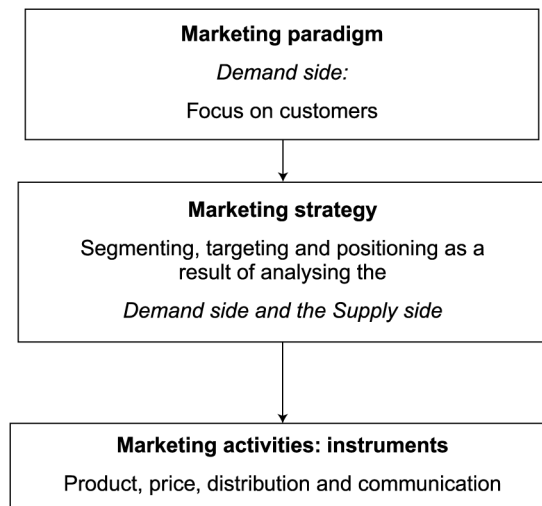 Marketing paradigm
Demand side:
Focus on customers
Marketing strategy
Segmenting, targeting and positioning as a
result of analysing the
Demand side and the Supply side
Marketing activities: instruments
Product, price, distribution and communication